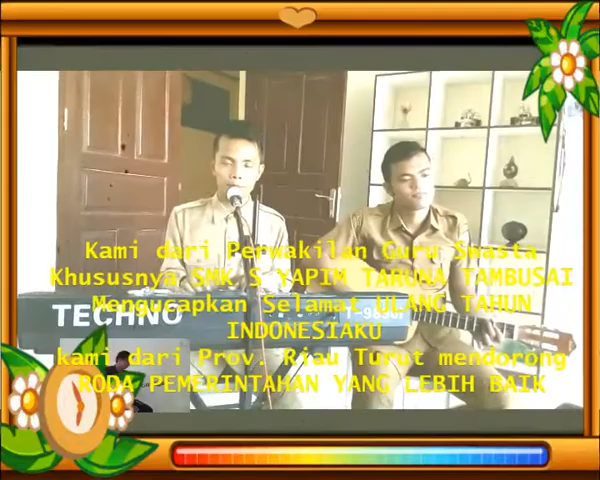 Kami dari Perwakilan Guru Swasta
Khususnya SMK S YAPIM TARUNA TAMBUSAI
Mengucapkan Selamat ULANG TAHUN
INDONESIAKU
kami dari Prov. Riau Turut mendorong
RODA PEMERINTAHAN YANG LEBIH BAIK
TECHNO